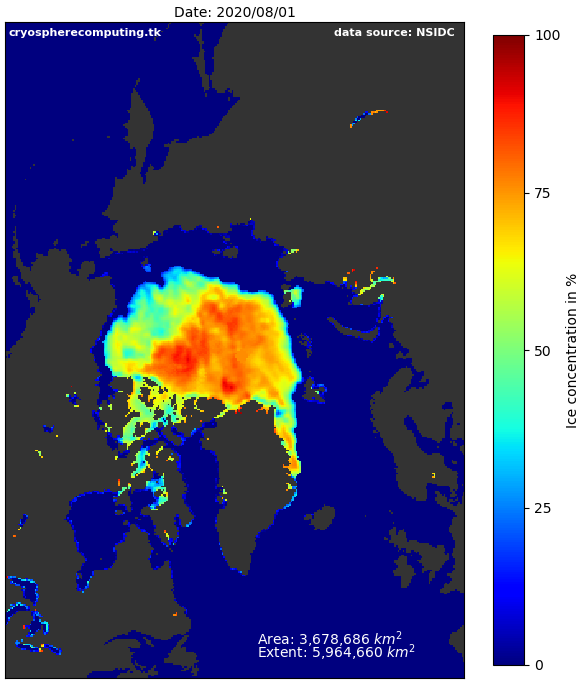 Date: 2020/08/01
cryospherecomputing.tk
data source: NSIDC
100
75
50
25
0
Ice concentration in %
Area: 3,678,686 km²
Extent: 5,964,660 km²